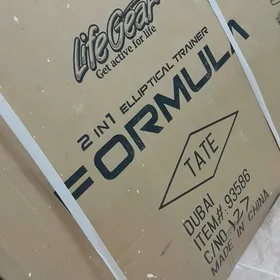 LifeGear
Get active for life
2 IN 1 ELLIPTICAL TRAINER
FORMULA
TATE
DUBAI
ITEM#: 93586
C/NO.
MADE IN CHINA